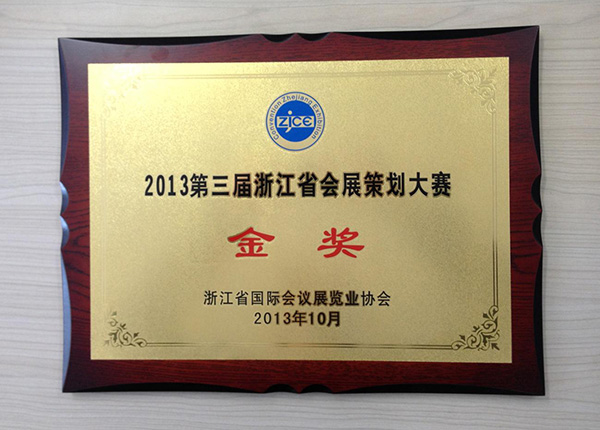 Convention Zhejiang Exhibition
zjce
2013第三届浙江省会展策划大赛
金奖
浙江省国际会议展览业协会
2013年10月